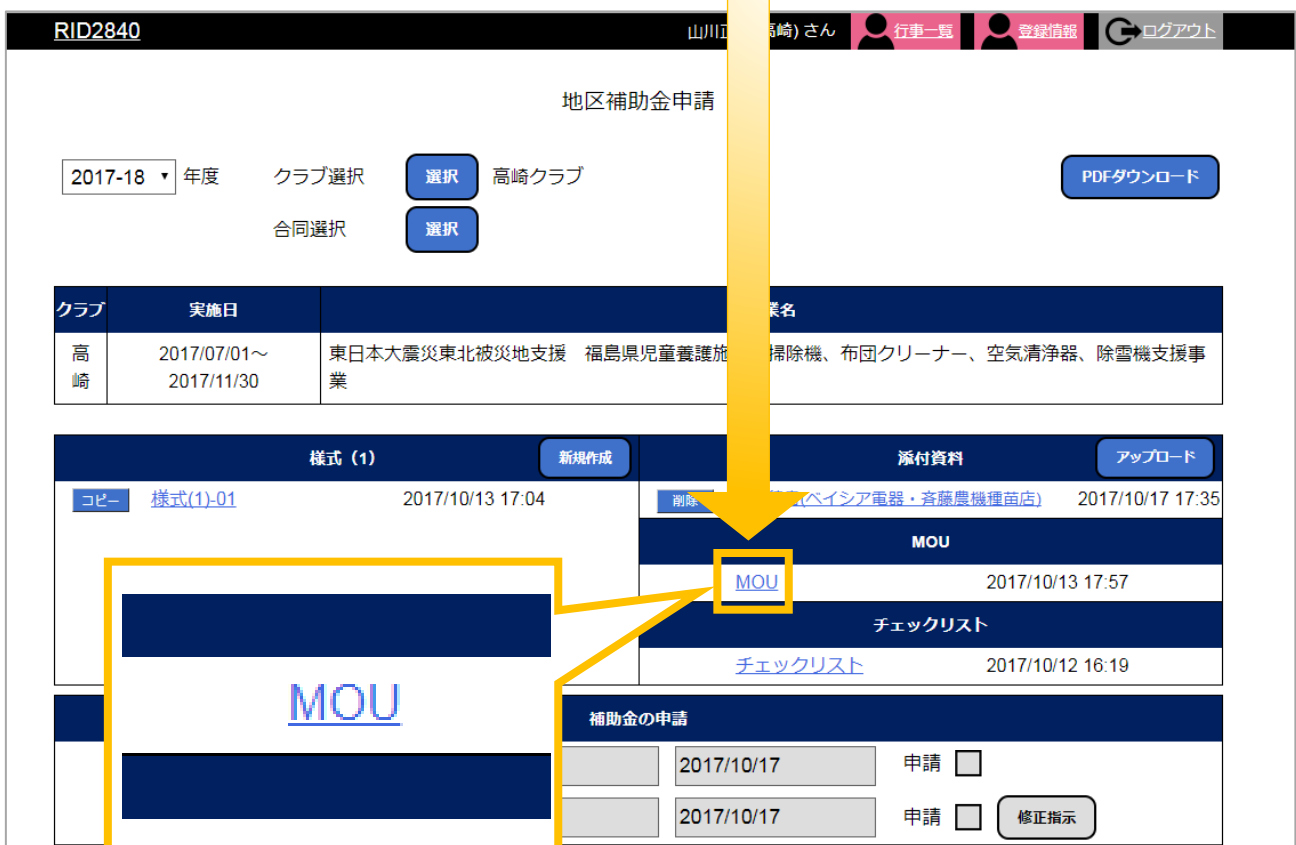 RID2840 山川正 高崎) さん 行事一覧 登録情報 ログアウト
地区補助金申請
2017-18 年度 クラブ選択 選択 高崎クラブ PDFダウンロード
合同選択 選択
クラブ 実施日 業名
高崎 2017/07/01～ 東日本大震災東北被災地支援 福島県児童養護施 掃除機、布団クリーナー、空気清浄器、除雪機支援事
2017/11/30 業
様式（1） 新規作成 添付資料 アップロード
コピー 様式(1)-01 2017/10/13 17:04 削除 (ベイシア電器・斉藤農機種苗店) 2017/10/17 17:35
MOU
MOU 2017/10/13 17:57
チェックリスト
チェックリスト 2017/10/12 16:19
MOU
補助金の申請
2017/10/17 申請
2017/10/17 申請 修正指示